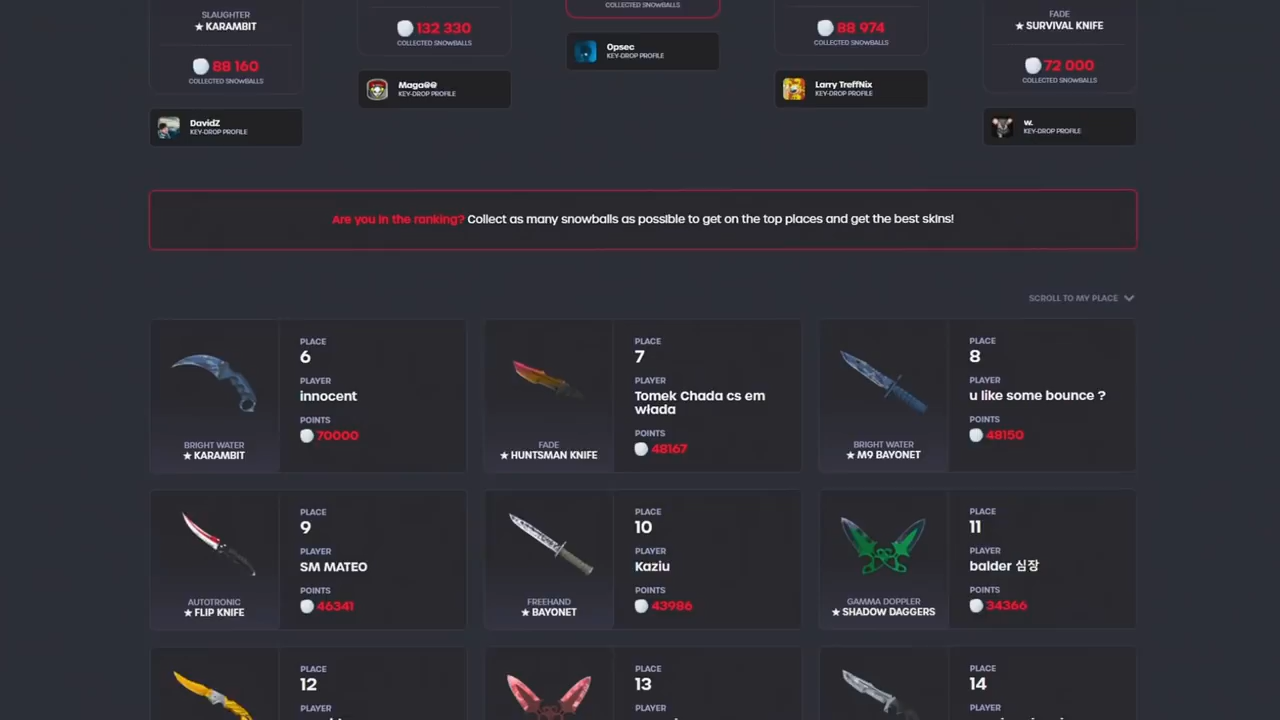 COLLECTED SNOWBALLS
SLAUGHTER
★ KARAMBIT
88 160
COLLECTED SNOWBALLS
DavidZ
KEY-DROP PROFILE
132 330
COLLECTED SNOWBALLS
Maga@@
KEY-DROP PROFILE
Opsec
KEY-DROP PROFILE
88 974
COLLECTED SNOWBALLS
Larry TreffNix
KEY-DROP PROFILE
FADE
★ SURVIVAL KNIFE
72 000
COLLECTED SNOWBALLS
w.
KEY-DROP PROFILE
Are you in the ranking? Collect as many snowballs as possible to get on the top places and get the best skins!
SCROLL TO MY PLACE
BRIGHT WATER
★ KARAMBIT
PLACE
6
PLAYER
innocent
POINTS
70000
FADE
★ HUNTSMAN KNIFE
PLACE
7
PLAYER
Tomek Chada cs em
włada
POINTS
48167
BRIGHT WATER
★ M9 BAYONET
PLACE
8
PLAYER
u like some bounce ?
POINTS
48150
AUTOTRONIC
★ FLIP KNIFE
PLACE
9
PLAYER
SM MATEO
POINTS
46341
FREEHAND
★ BAYONET
PLACE
10
PLAYER
Kaziu
POINTS
43986
GAMMA DOPPLER
★ SHADOW DAGGERS
PLACE
11
PLAYER
balder 심장
POINTS
34366
PLACE
12
PLAYER
PLACE
13
PLAYER
PLACE
14
PLAYER